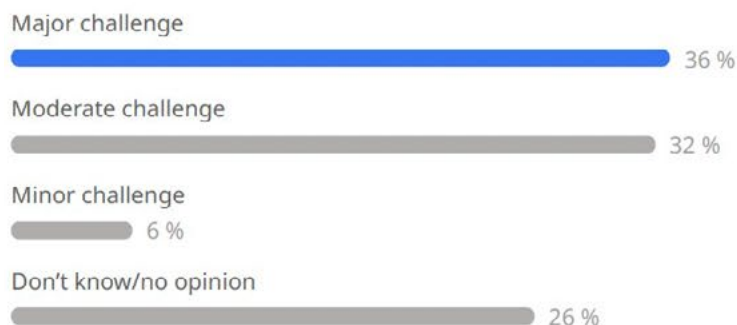 Major challenge
36 %
Moderate challenge
32 %
Minor challenge
6 %
Don’t know/no opinion
26 %